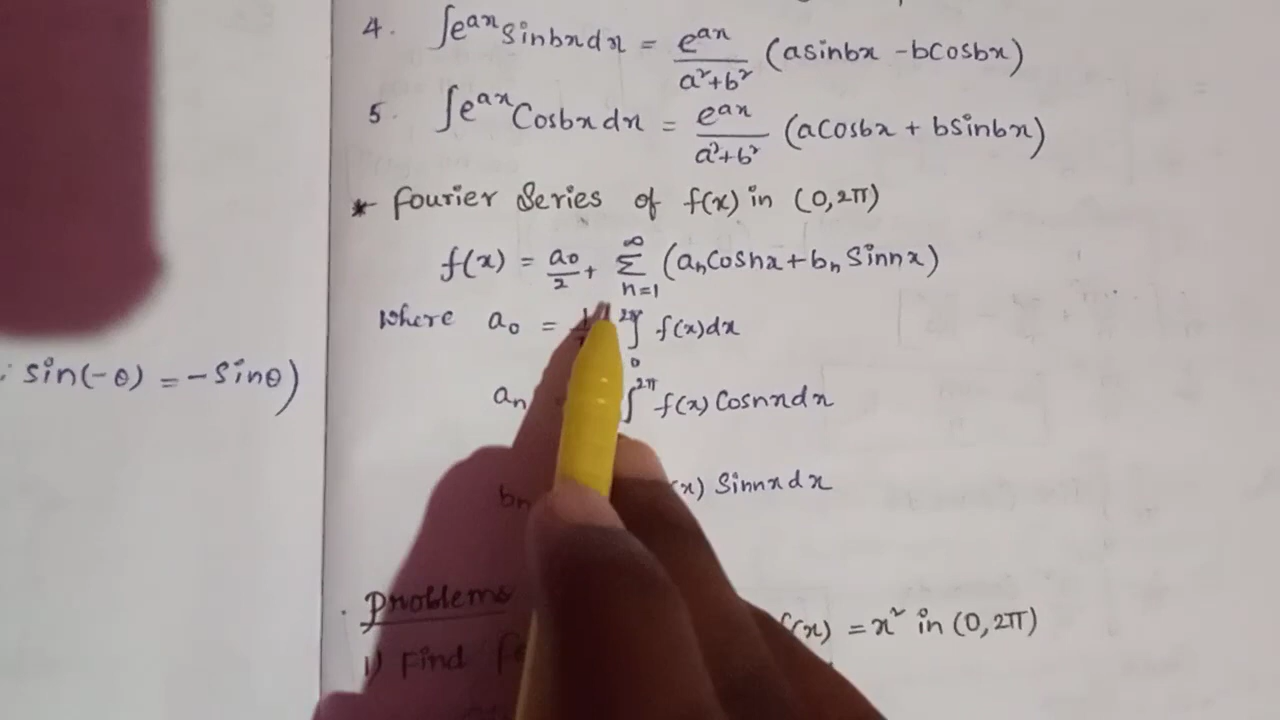 4. ∫e^{ax} sinbx dx = e^{ax}/(a²+b²) (asinbx - bcosbx)
5. ∫e^{ax} Cosbx dx = e^{ax}/(a²+b²) (acosbx + bsinbx)
* Fourier Series of f(x) in (0, 2π)
f(x) = a₀/2 + ∑_{n=1}^{∞} (aₙcosnx + bₙ Sinnx)
where a₀ = ∫_0^{2π} f(x)dx
: sin(-θ) = -Sinθ)
aₙ ∫^{2π} f(x) Cosnx dx
bₙ (x) Sinnx dx
Problems
f(x) = x² in (0, 2π)
1) Find